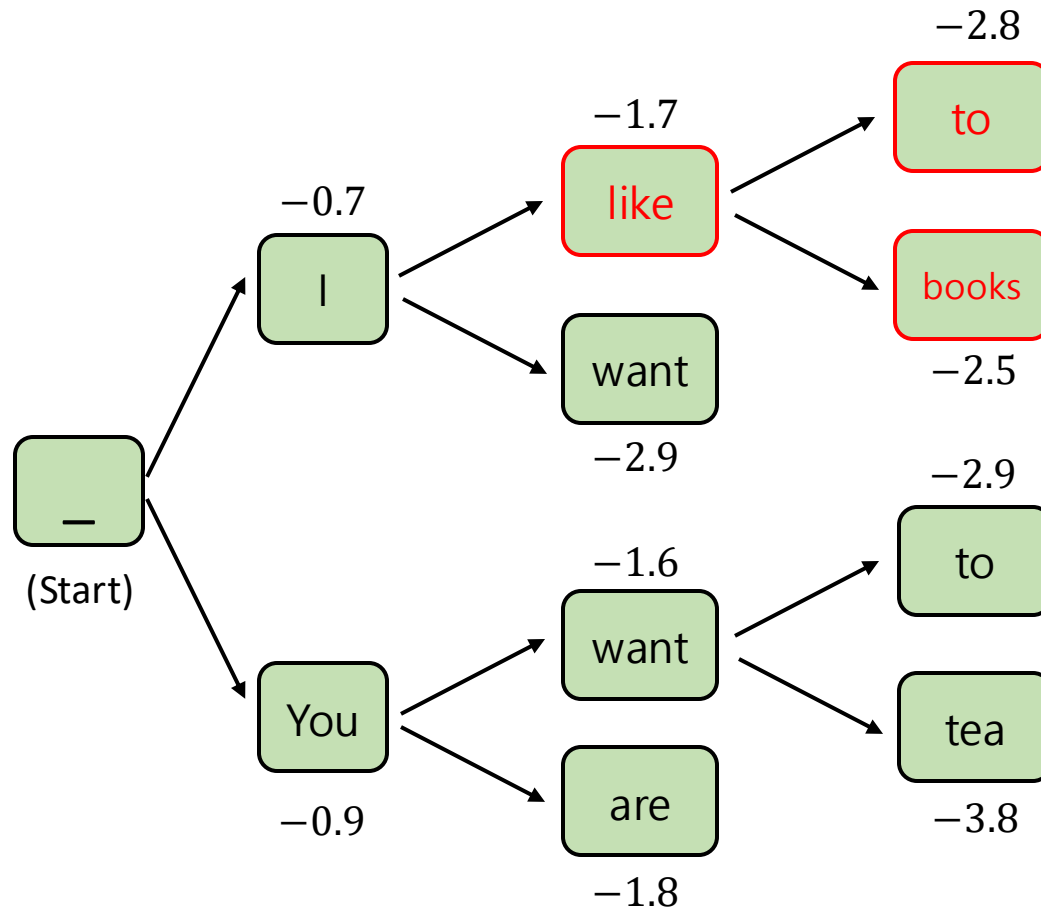 −2.8
to
−1.7
like
−0.7
I
books
−2.5
want
−2.9
_
(Start)
−2.9
to
−1.6
want
You
−0.9
tea
−3.8
are
−1.8